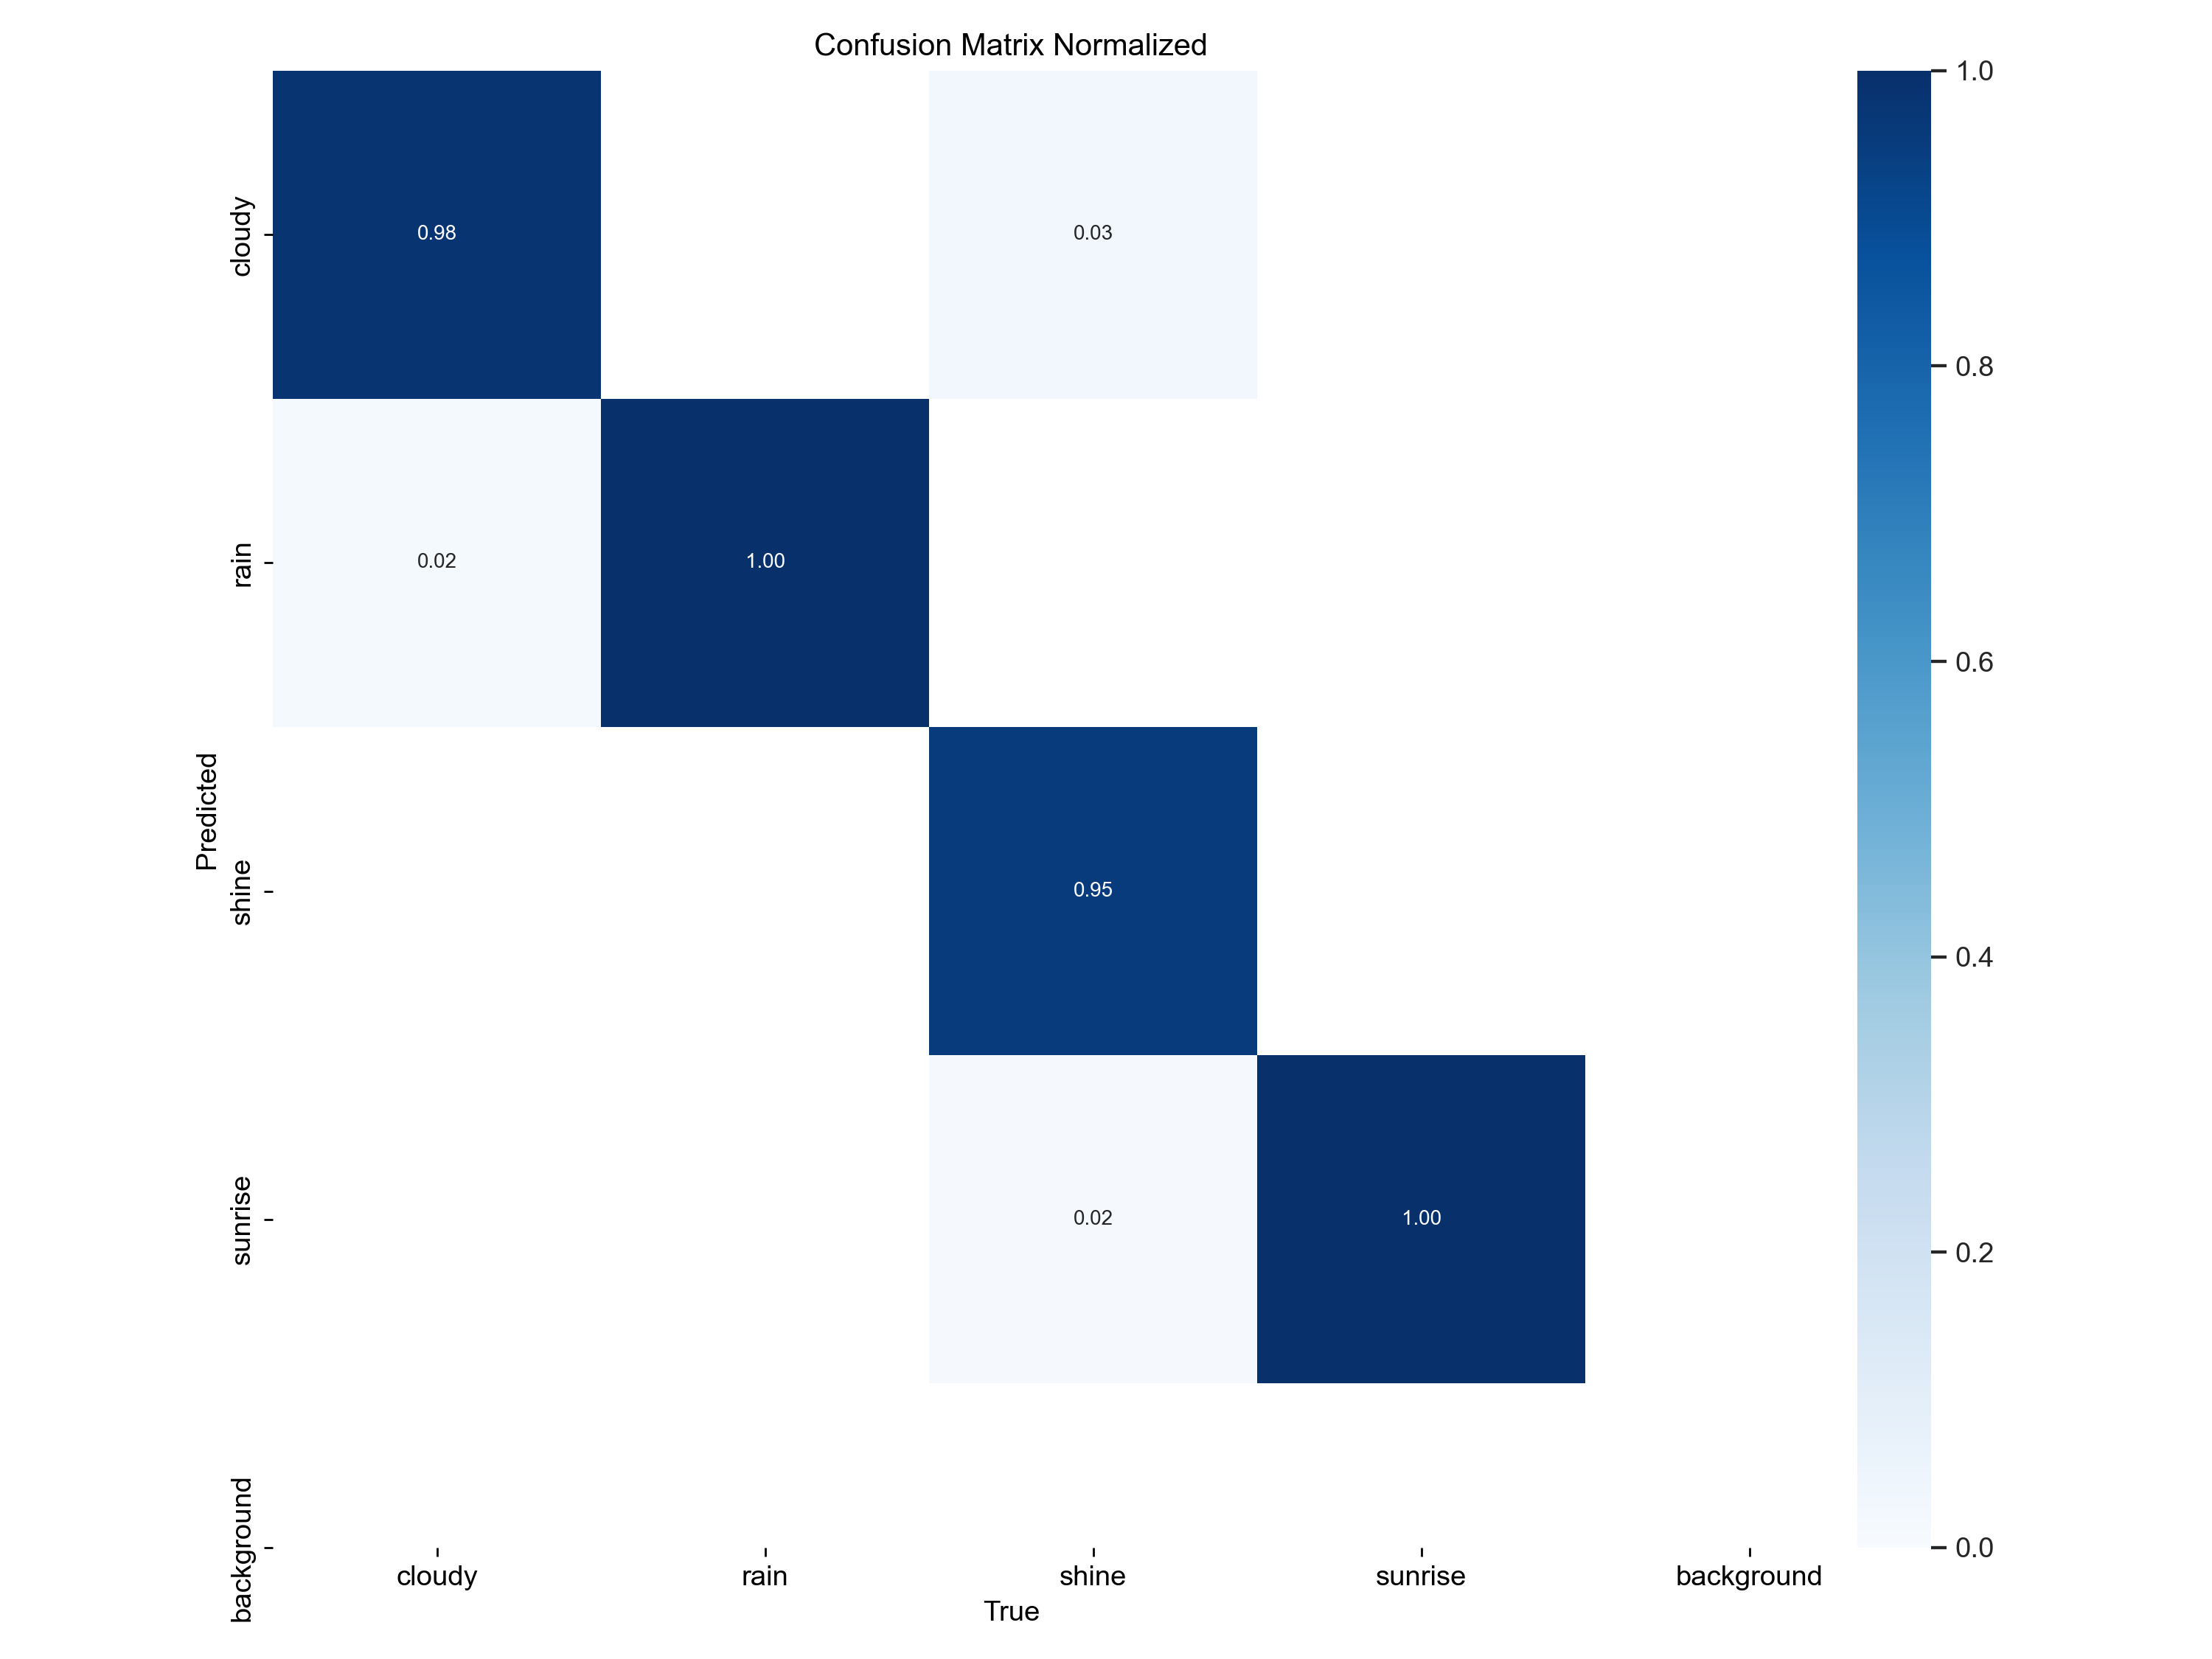 Confusion Matrix Normalized
1.0
cloudy
0.98
0.03
0.8
rain
0.02
1.00
0.6
Predicted
shine
0.95
0.4
sunrise
0.02
1.00
0.2
background
0.0
cloudy
rain
shine
sunrise
background
True